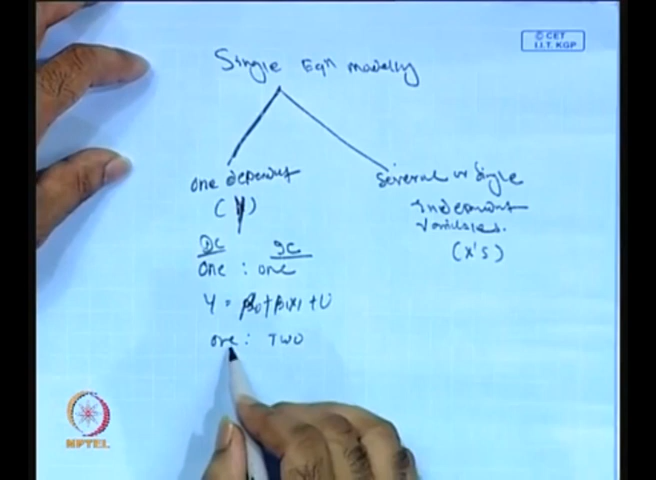 © CET
I.I.T. KGP
Single Eqn modelling
one dependent
(Y)
Several or Single
Independent
Variables.
(X's)
DC IC
one : one
Y = β0 + β1X1 + U
one : TWO
NPTEL